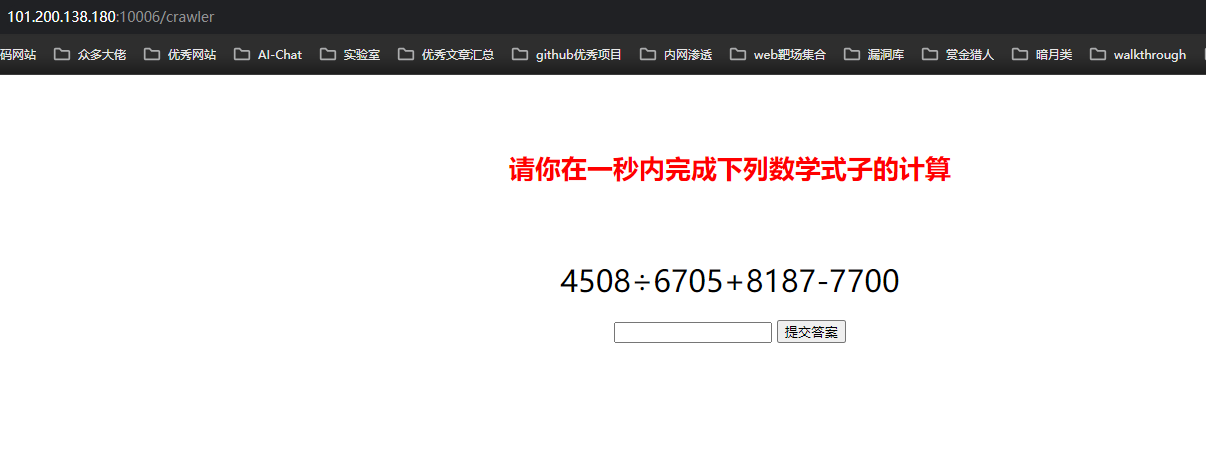 101.200.138.180:10006/crawler
码网站 众多大佬 优秀网站 AI-Chat 实验室 优秀文章汇总 github优秀项目 内网渗透 web靶场集合 漏洞库 赏金猎人 暗月类 walkthrough
请你在一秒内完成下列数学式子的计算
4508÷6705+8187-7700
提交答案